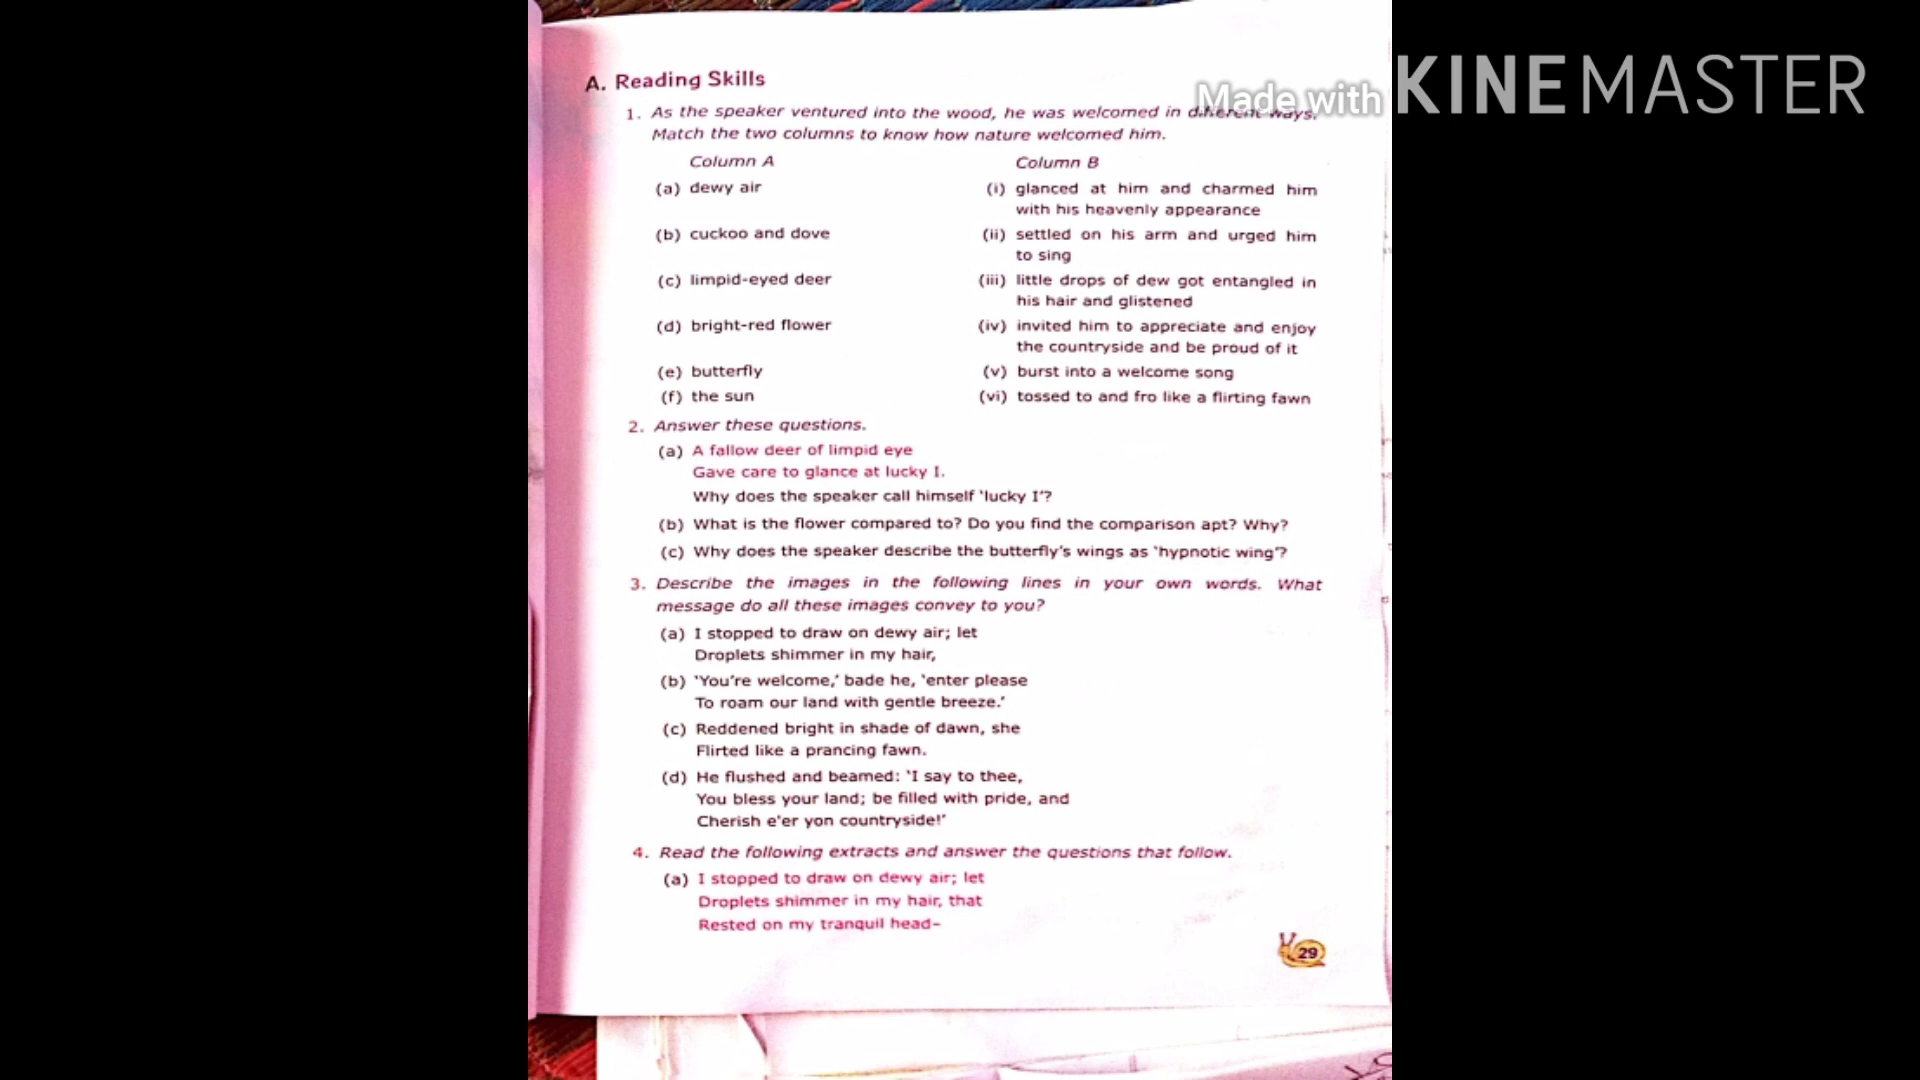 Made with KINEMASTER
A. Reading Skills
1. As the speaker ventured into the wood, he was welcomed in different ways.
Match the two columns to know how nature welcomed him.
Column A Column B
(a) dewy air (i) glanced at him and charmed him
with his heavenly appearance
(b) cuckoo and dove (ii) settled on his arm and urged him
to sing
(c) limpid-eyed deer (iii) little drops of dew got entangled in
his hair and glistened
(d) bright-red flower (iv) invited him to appreciate and enjoy
the countryside and be proud of it
(e) butterfly (v) burst into a welcome song
(f) the sun (vi) tossed to and fro like a flirting fawn
2. Answer these questions.
(a) A fallow deer of limpid eye
Gave care to glance at lucky I.
Why does the speaker call himself 'lucky I'?
(b) What is the flower compared to? Do you find the comparison apt? Why?
(c) Why does the speaker describe the butterfly's wings as 'hypnotic wing'?
3. Describe the images in the following lines in your own words. What
message do all these images convey to you?
(a) I stopped to draw on dewy air; let
Droplets shimmer in my hair,
(b) 'You're welcome,' bade he, 'enter please
To roam our land with gentle breeze.'
(c) Reddened bright in shade of dawn, she
Flirted like a prancing fawn.
(d) He flushed and beamed: 'I say to thee,
You bless your land; be filled with pride, and
Cherish e'er yon countryside!'
4. Read the following extracts and answer the questions that follow.
(a) I stopped to draw on dewy air; let
Droplets shimmer in my hair, that
Rested on my tranquil head–
29